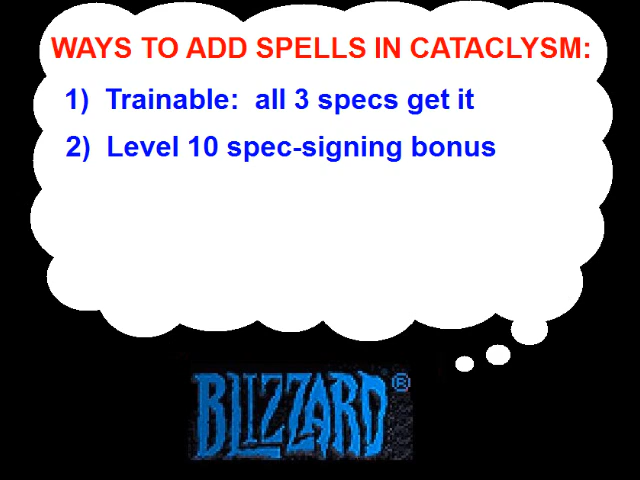 WAYS TO ADD SPELLS IN CATACLYSM:
1) Trainable: all 3 specs get it
2) Level 10 spec-signing bonus
BLIZZARD®